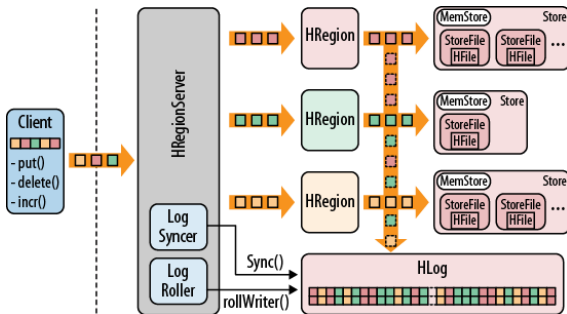 Client
- put()
- delete()
- incr()
HRegionServer
Log
Syncer
Log
Roller
HRegion
MemStore
Store
StoreFile
HFile
StoreFile
HFile
...
HRegion
MemStore
Store
StoreFile
HFile
HRegion
MemStore
Store
StoreFile
HFile
StoreFile
HFile
...
Sync()
rollWriter()
HLog